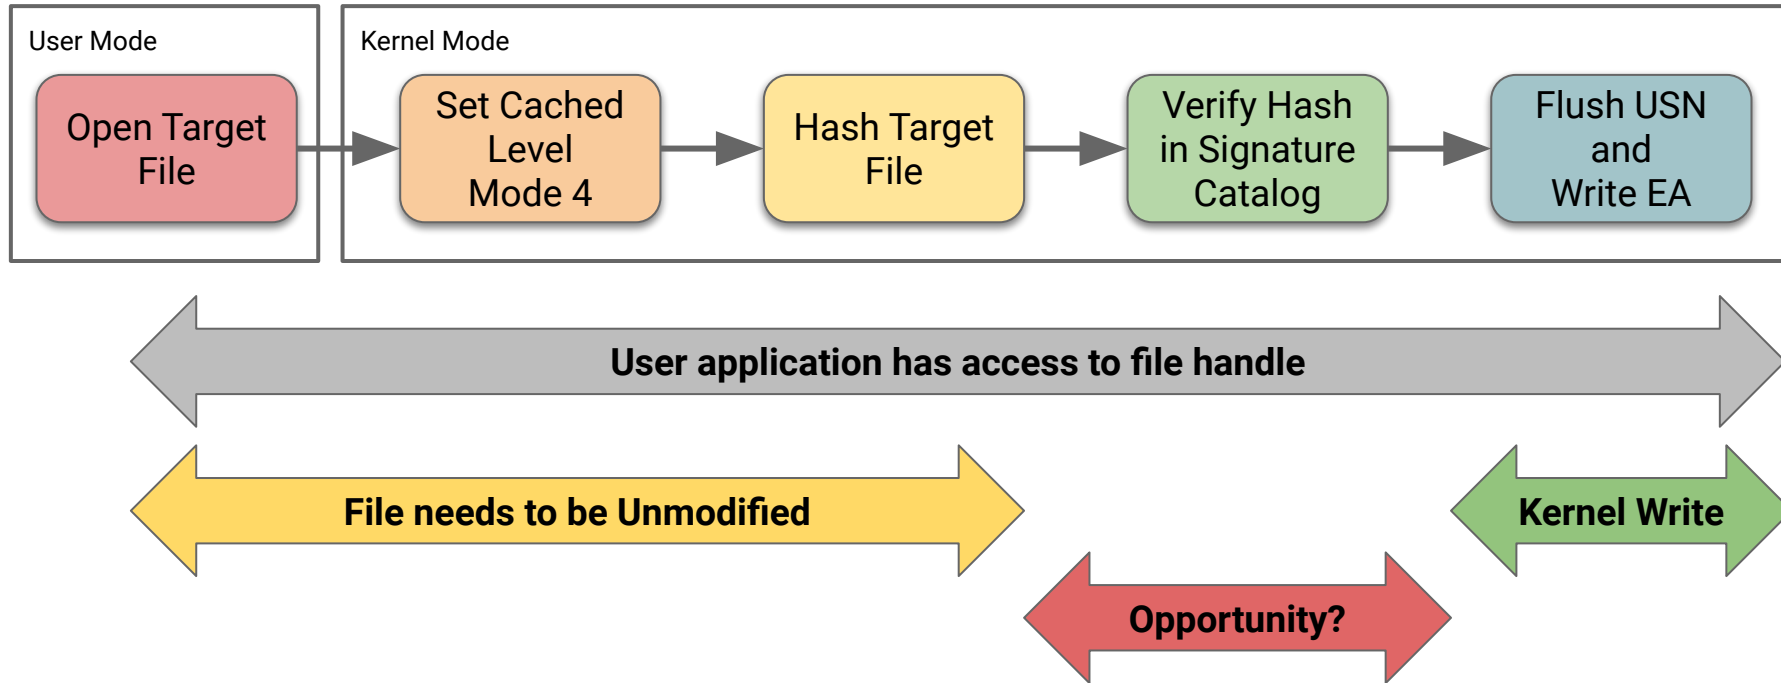 User Mode
Kernel Mode
Open Target
File
Set Cached
Level
Mode 4
Hash Target
File
Verify Hash
in Signature
Catalog
Flush USN
and
Write EA
User application has access to file handle
File needs to be Unmodified
Kernel Write
Opportunity?